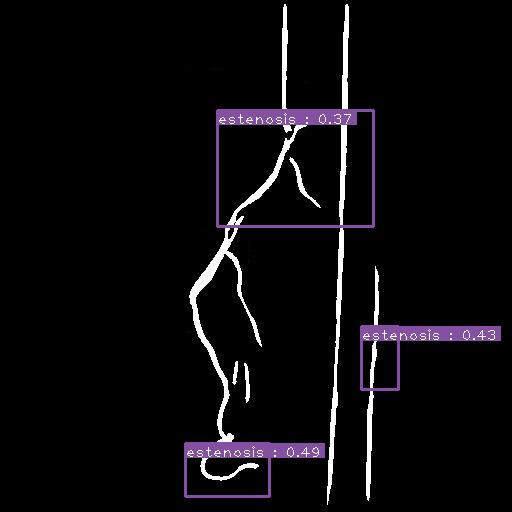 estenosis : 0.37
estenosis : 0.43
estenosis : 0.49